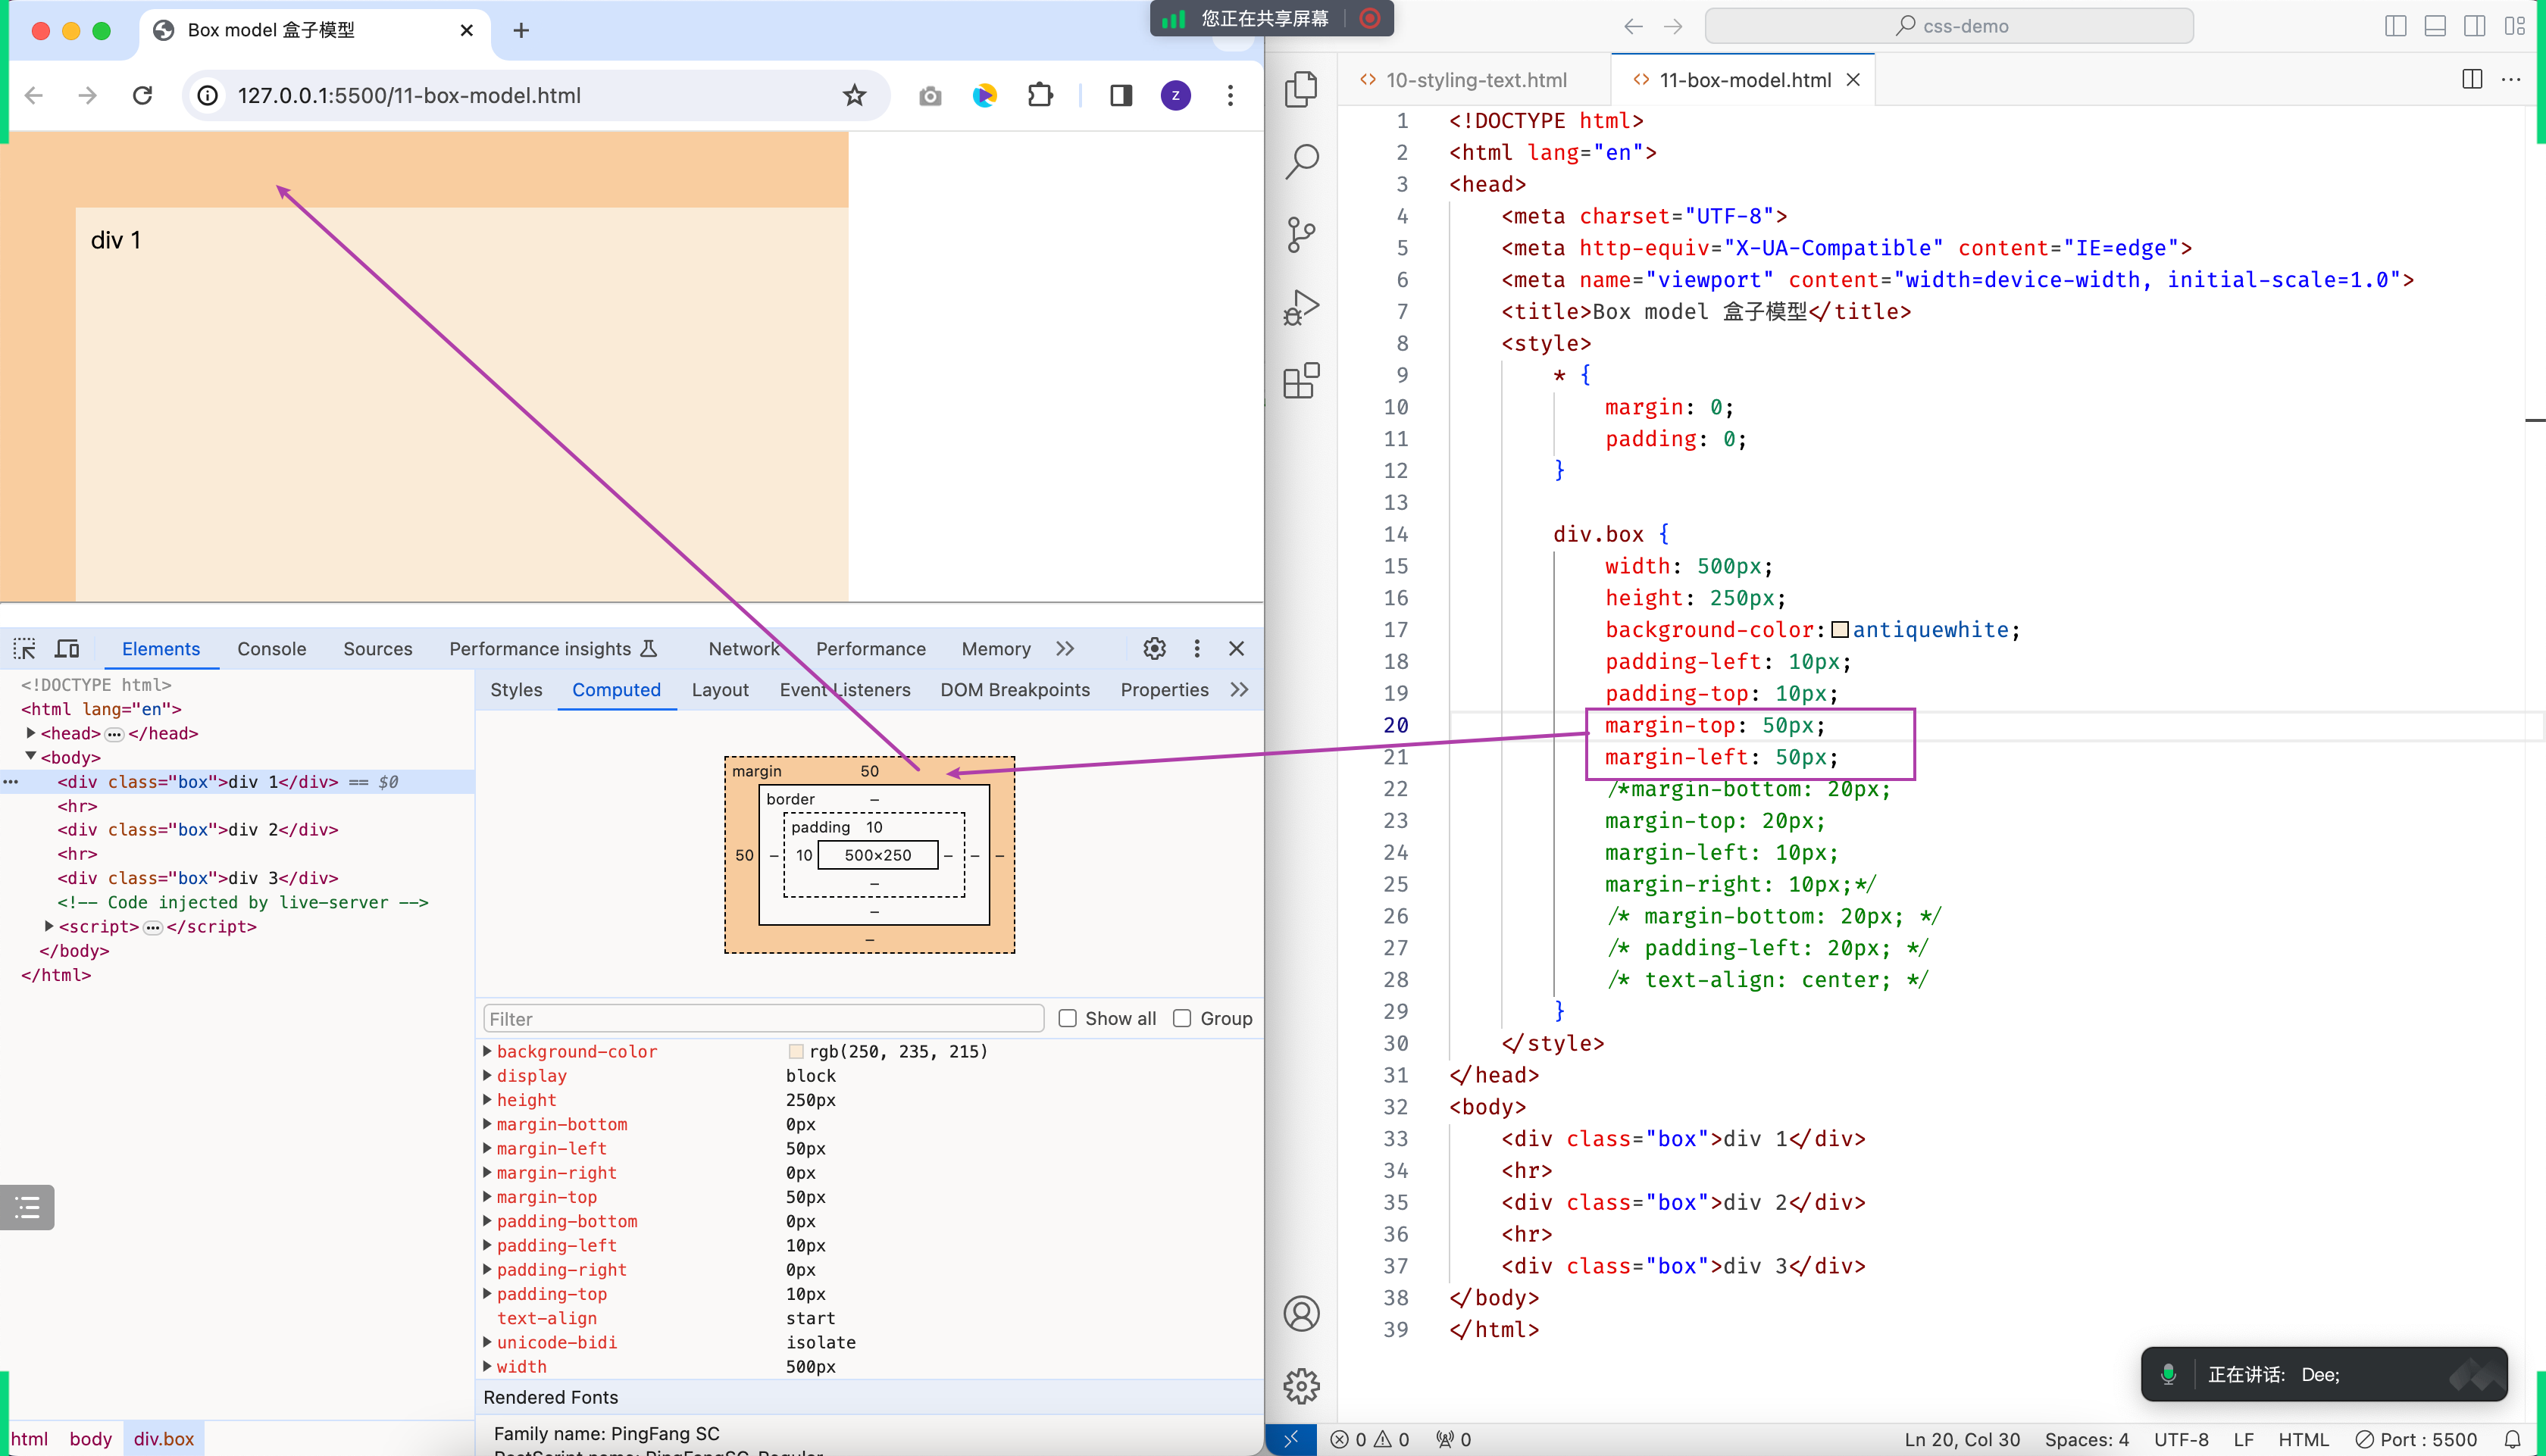 Box model 盒子模型
127.0.0.1:5500/11-box-model.html
z
您正在共享屏幕
div 1
Elements Console Sources Performance insights Network Performance Memory
<!DOCTYPE html>
<html lang="en">
<head> ••• </head>
<body>
<div class="box">div 1</div> == $0
<hr>
<div class="box">div 2</div>
<hr>
<div class="box">div 3</div>
<!-- Code injected by live-server -->
<script> ••• </script>
</body>
</html>
html body div.box
Styles Computed Layout Event Listeners DOM Breakpoints Properties
margin 50
border –
padding 10
50 – 10 500×250 – – –
–
–
–
Filter Show all Group
background-color rgb(250, 235, 215)
display block
height 250px
margin-bottom 0px
margin-left 50px
margin-right 0px
margin-top 50px
padding-bottom 0px
padding-left 10px
padding-right 0px
padding-top 10px
text-align start
unicode-bidi isolate
width 500px
Rendered Fonts
Family name: PingFang SC
css-demo
10-styling-text.html 11-box-model.html
1 <!DOCTYPE html>
2 <html lang="en">
3 <head>
4 <meta charset="UTF-8">
5 <meta http-equiv="X-UA-Compatible" content="IE=edge">
6 <meta name="viewport" content="width=device-width, initial-scale=1.0">
7 <title>Box model 盒子模型</title>
8 <style>
9 * {
10 margin: 0;
11 padding: 0;
12 }
13
14 div.box {
15 width: 500px;
16 height: 250px;
17 background-color: antiquewhite;
18 padding-left: 10px;
19 padding-top: 10px;
20 margin-top: 50px;
21 margin-left: 50px;
22 /*margin-bottom: 20px;
23 margin-top: 20px;
24 margin-left: 10px;
25 margin-right: 10px;*/
26 /* margin-bottom: 20px; */
27 /* padding-left: 20px; */
28 /* text-align: center; */
29 }
30 </style>
31 </head>
32 <body>
33 <div class="box">div 1</div>
34 <hr>
35 <div class="box">div 2</div>
36 <hr>
37 <div class="box">div 3</div>
38 </body>
39 </html>
正在讲话: Dee;
0 0 0 Ln 20, Col 30 Spaces: 4 UTF-8 LF HTML Port : 5500